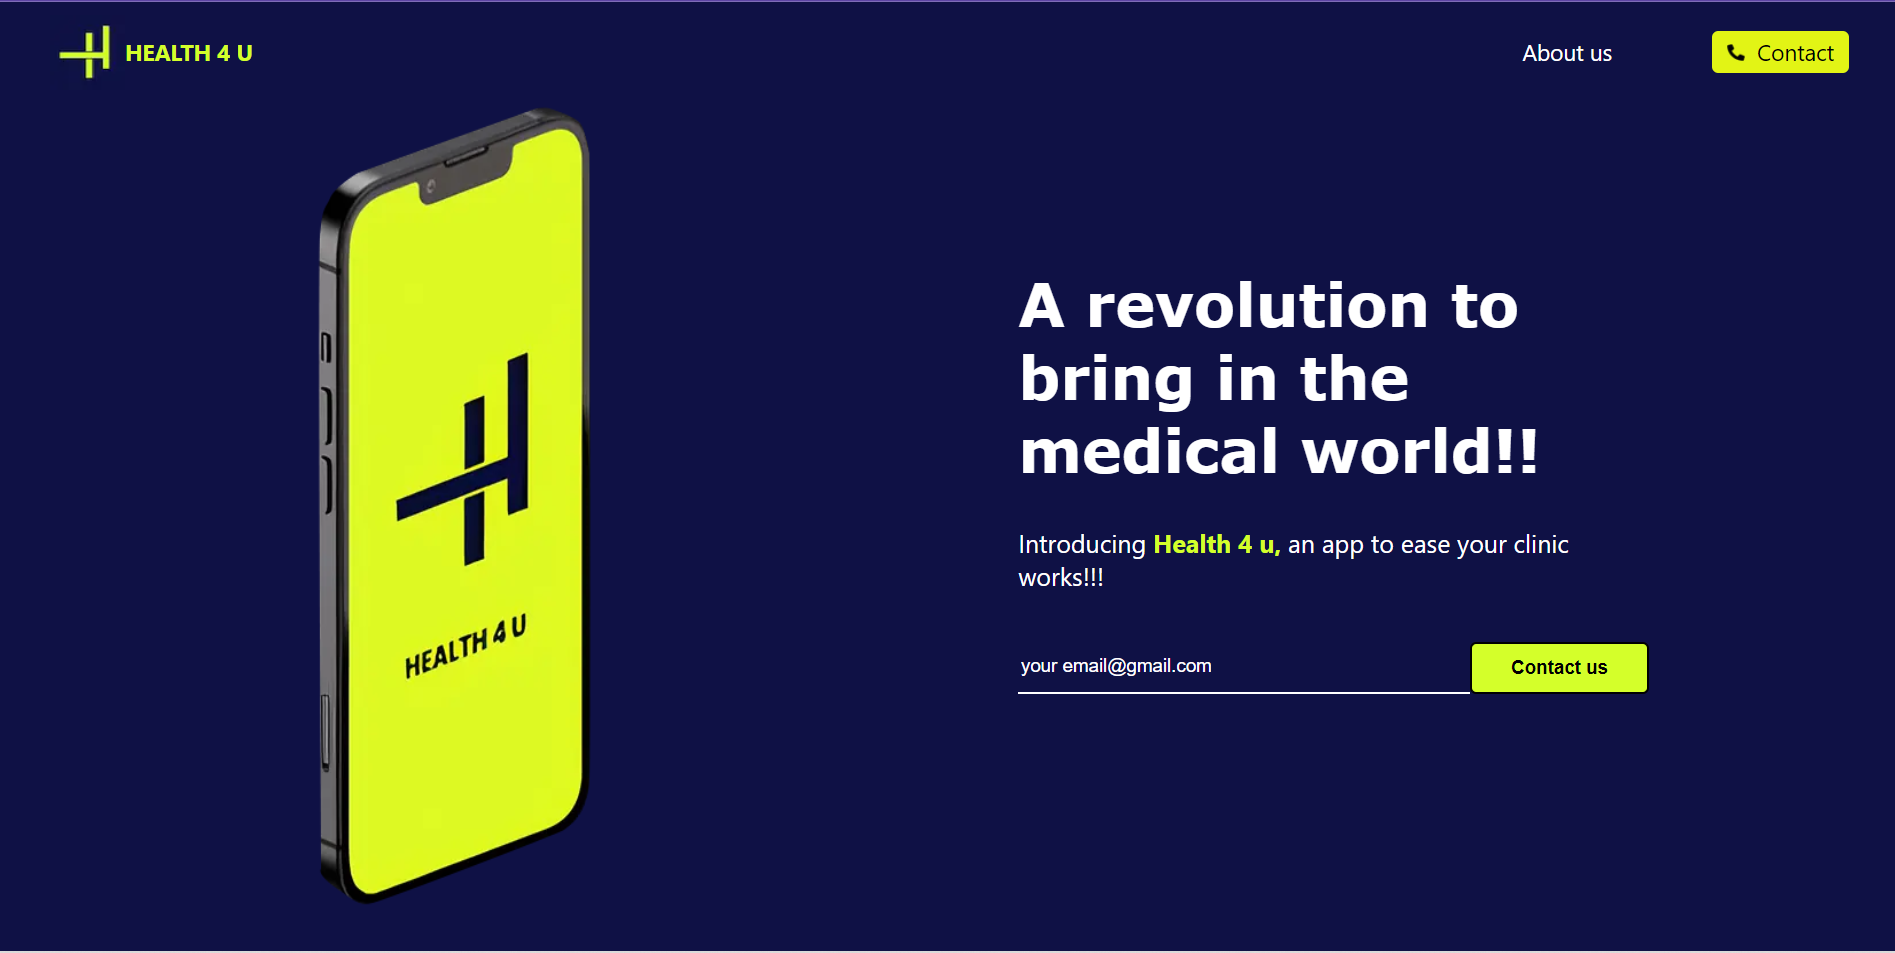 HEALTH 4 U
About us
Contact
HEALTH 4 U
A revolution to
bring in the
medical world!!
Introducing Health 4 u, an app to ease your clinic
works!!!
your email@gmail.com
Contact us